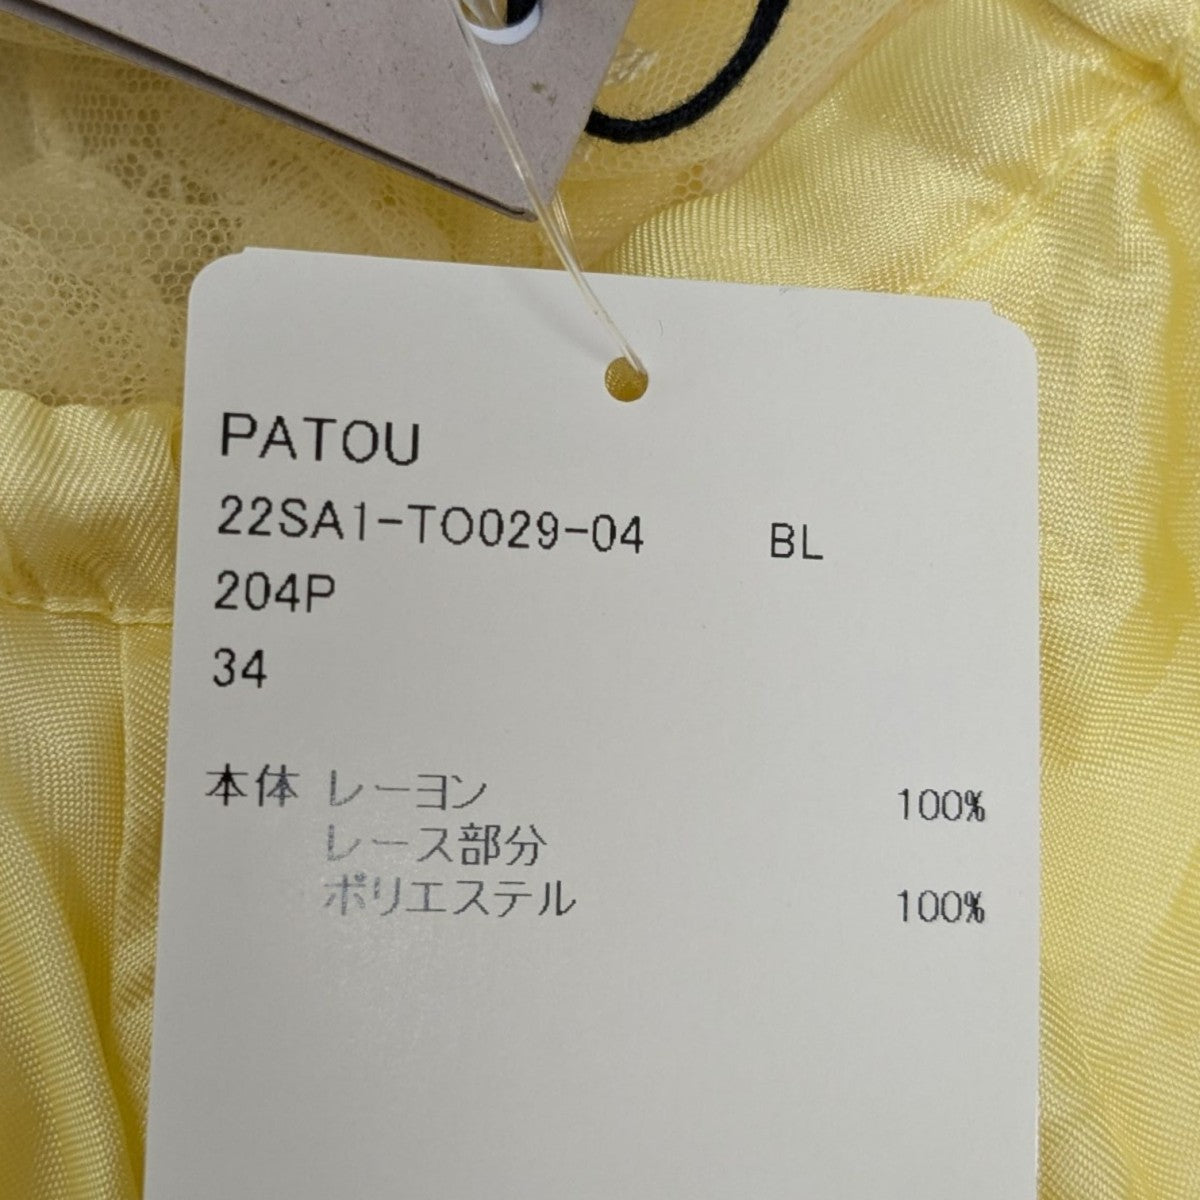 PATOU
22SA1-TO029-04 BL
204P
34
本体 レーヨン 100%
レース部分
ポリエステル 100%